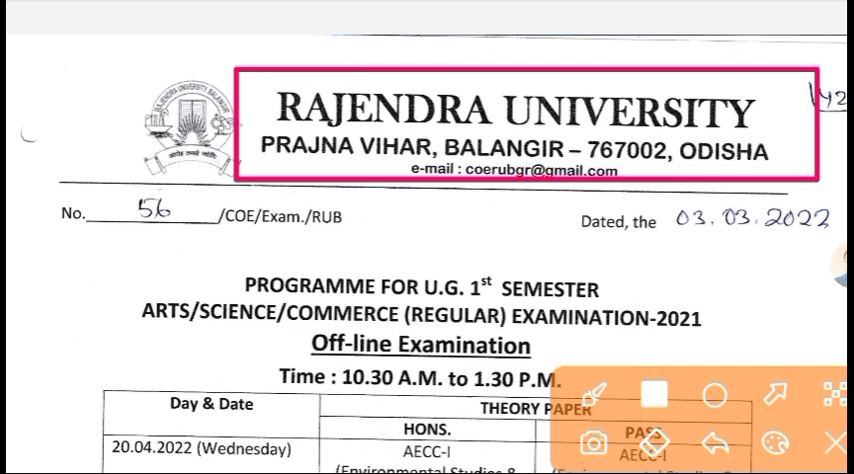 RAJENDRA UNIVERSITY
PRAJNA VIHAR, BALANGIR – 767002, ODISHA
e-mail : coerubgr@gmail.com
No. 56 /COE/Exam./RUB
Dated, the 03.03.2022
PROGRAMME FOR U.G. 1st SEMESTER
ARTS/SCIENCE/COMMERCE (REGULAR) EXAMINATION-2021
Off-line Examination
Time : 10.30 A.M. to 1.30 P.M.
Day & Date
THEORY PAPER
HONS.
PASS
20.04.2022 (Wednesday)
AECC-I
AECC-I
(Environmental Studies &